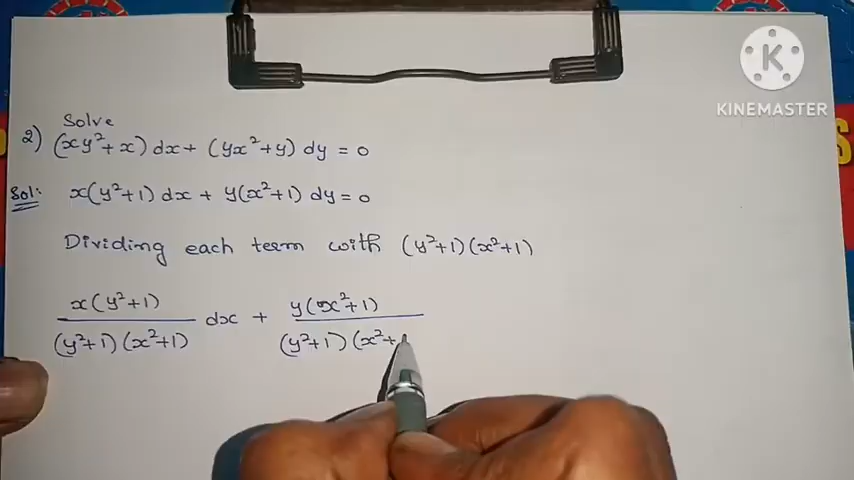 KINEMASTER
Solve
2) (xy²+x) dx + (yx²+y) dy = 0
Sol: x(y²+1) dx + y(x²+1) dy = 0
Dividing each term with (y²+1)(x²+1)
x(y²+1)/(y²+1)(x²+1) dx + y(x²+1)/(y²+1)(x²+1